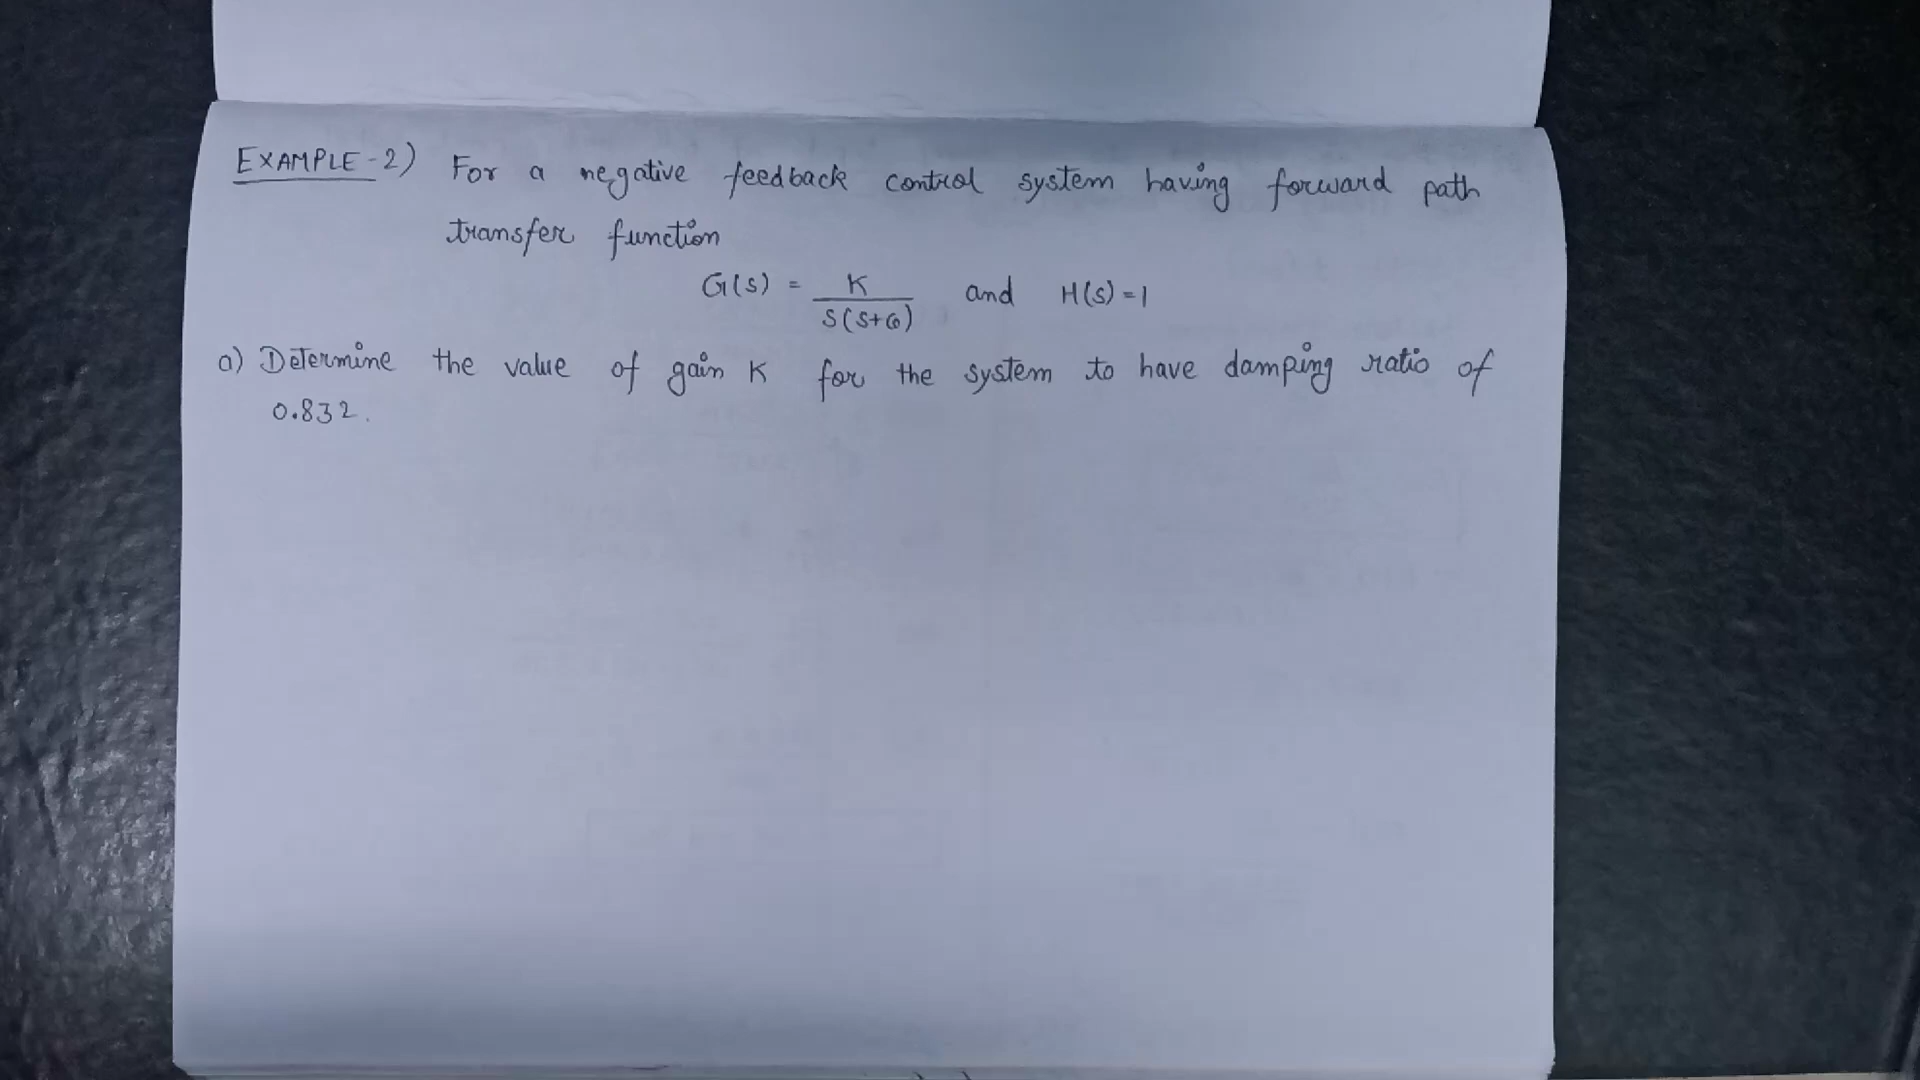 EXAMPLE-2) For a negative feedback control system having forward path
transfer function
G(s) = K / s(s+6) and H(s)=1
a) Determine the value of gain K for the system to have damping ratio of
0.832.